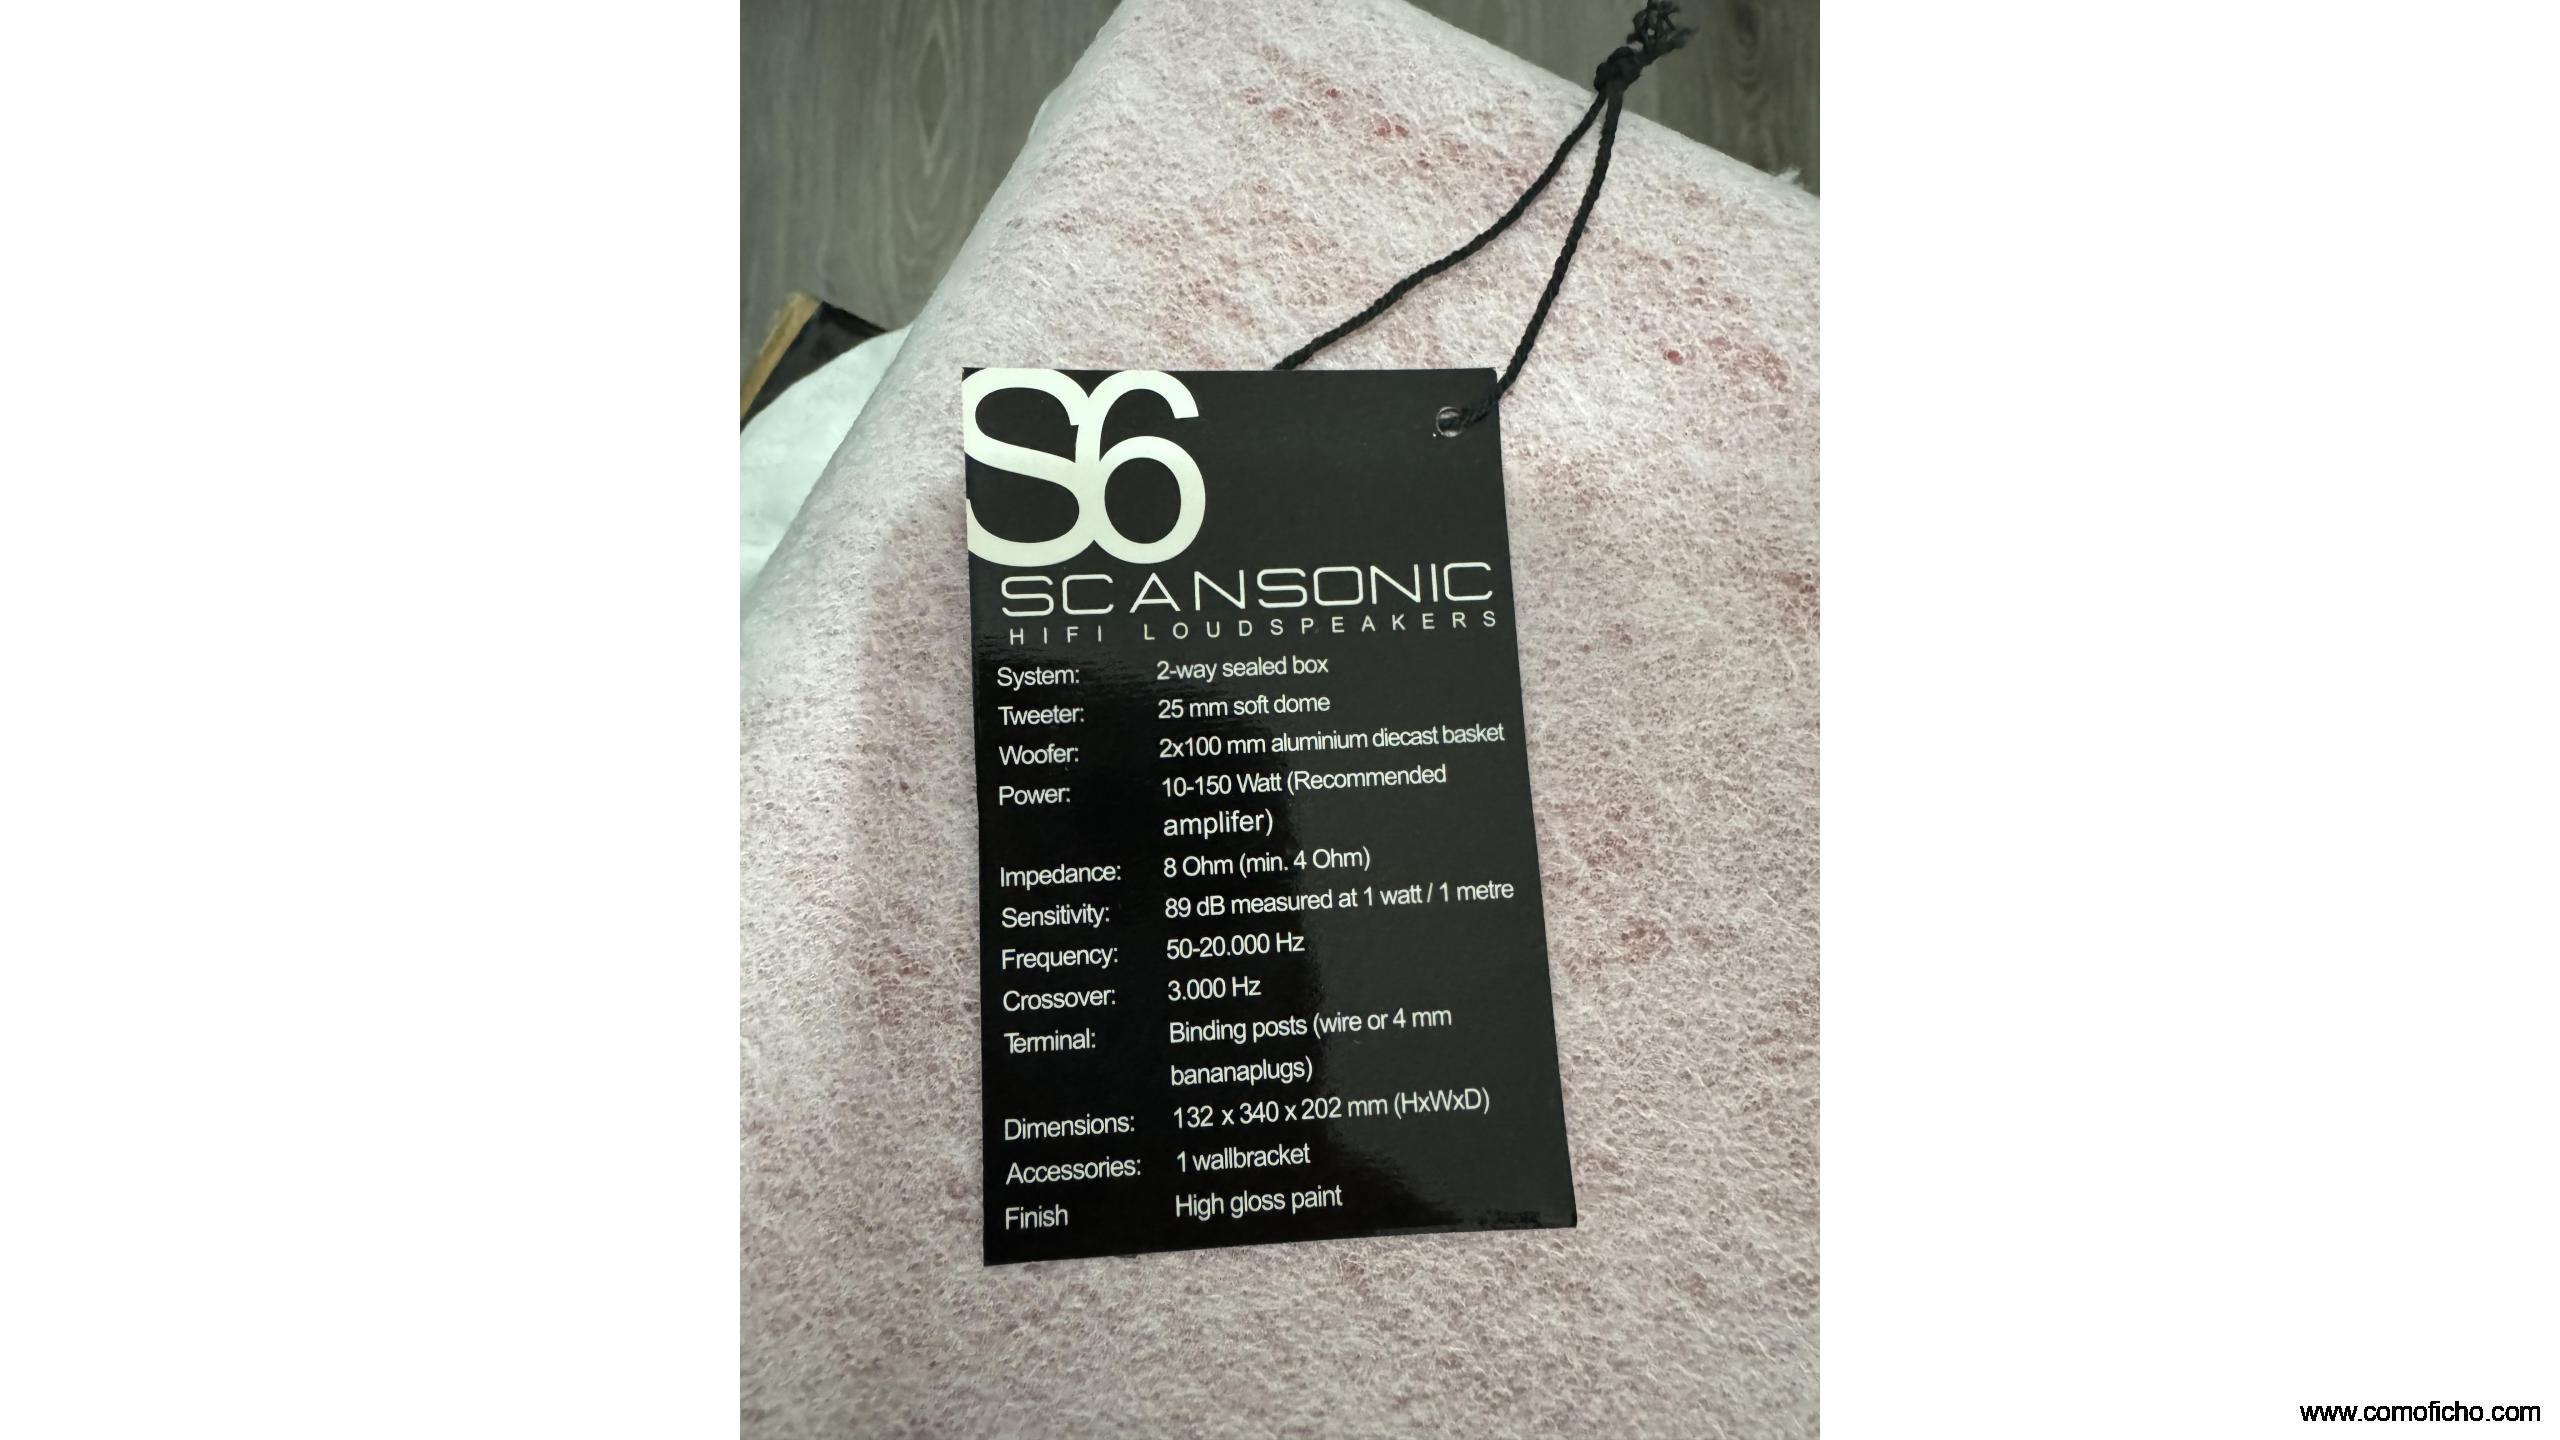 S6
SCANSONIC
HIFI LOUDSPEAKERS
System: 2-way sealed box
Tweeter: 25 mm soft dome
Woofer: 2x100 mm aluminium diecast basket
Power: 10-150 Watt (Recommended
amplifer)
Impedance: 8 Ohm (min. 4 Ohm)
Sensitivity: 89 dB measured at 1 watt / 1 metre
Frequency: 50-20.000 Hz
Crossover: 3.000 Hz
Terminal: Binding posts (wire or 4 mm
bananaplugs)
Dimensions: 132 x 340 x 202 mm (HxWxD)
Accessories: 1 wallbracket
Finish High gloss paint
www.comoficho.com